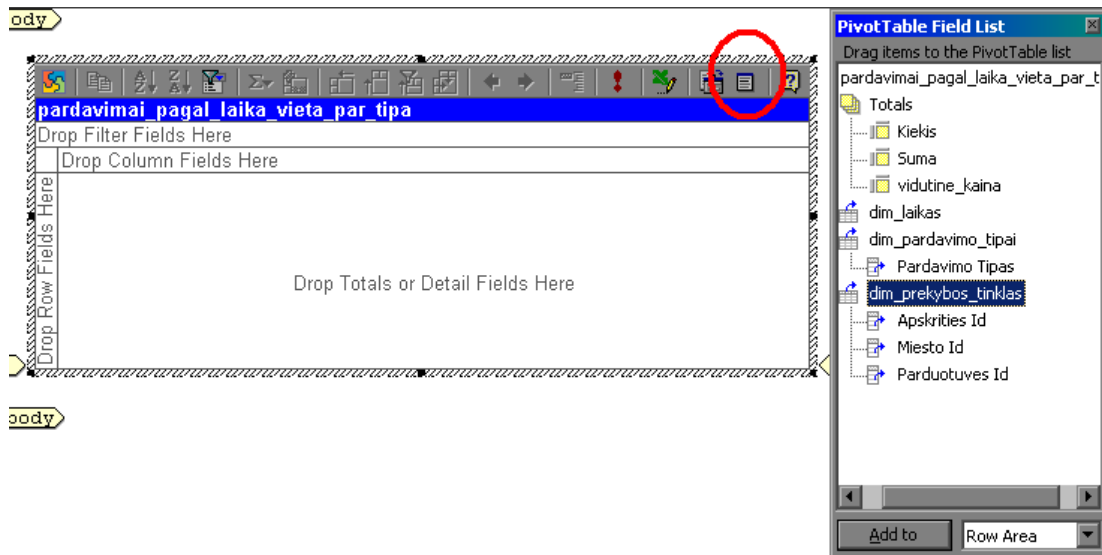 ody
pardavimai_pagal_laika_vieta_par_tipa
Drop Filter Fields Here
Drop Column Fields Here
Drop Row Fields Here
Drop Totals or Detail Fields Here
body
PivotTable Field List
Drag items to the PivotTable list
pardavimai_pagal_laika_vieta_par_t
Totals
Kiekis
Suma
vidutine_kaina
dim_laikas
dim_pardavimo_tipai
Pardavimo Tipas
dim_prekybos_tinklas
Apskrities Id
Miesto Id
Parduotuves Id
Add to
Row Area